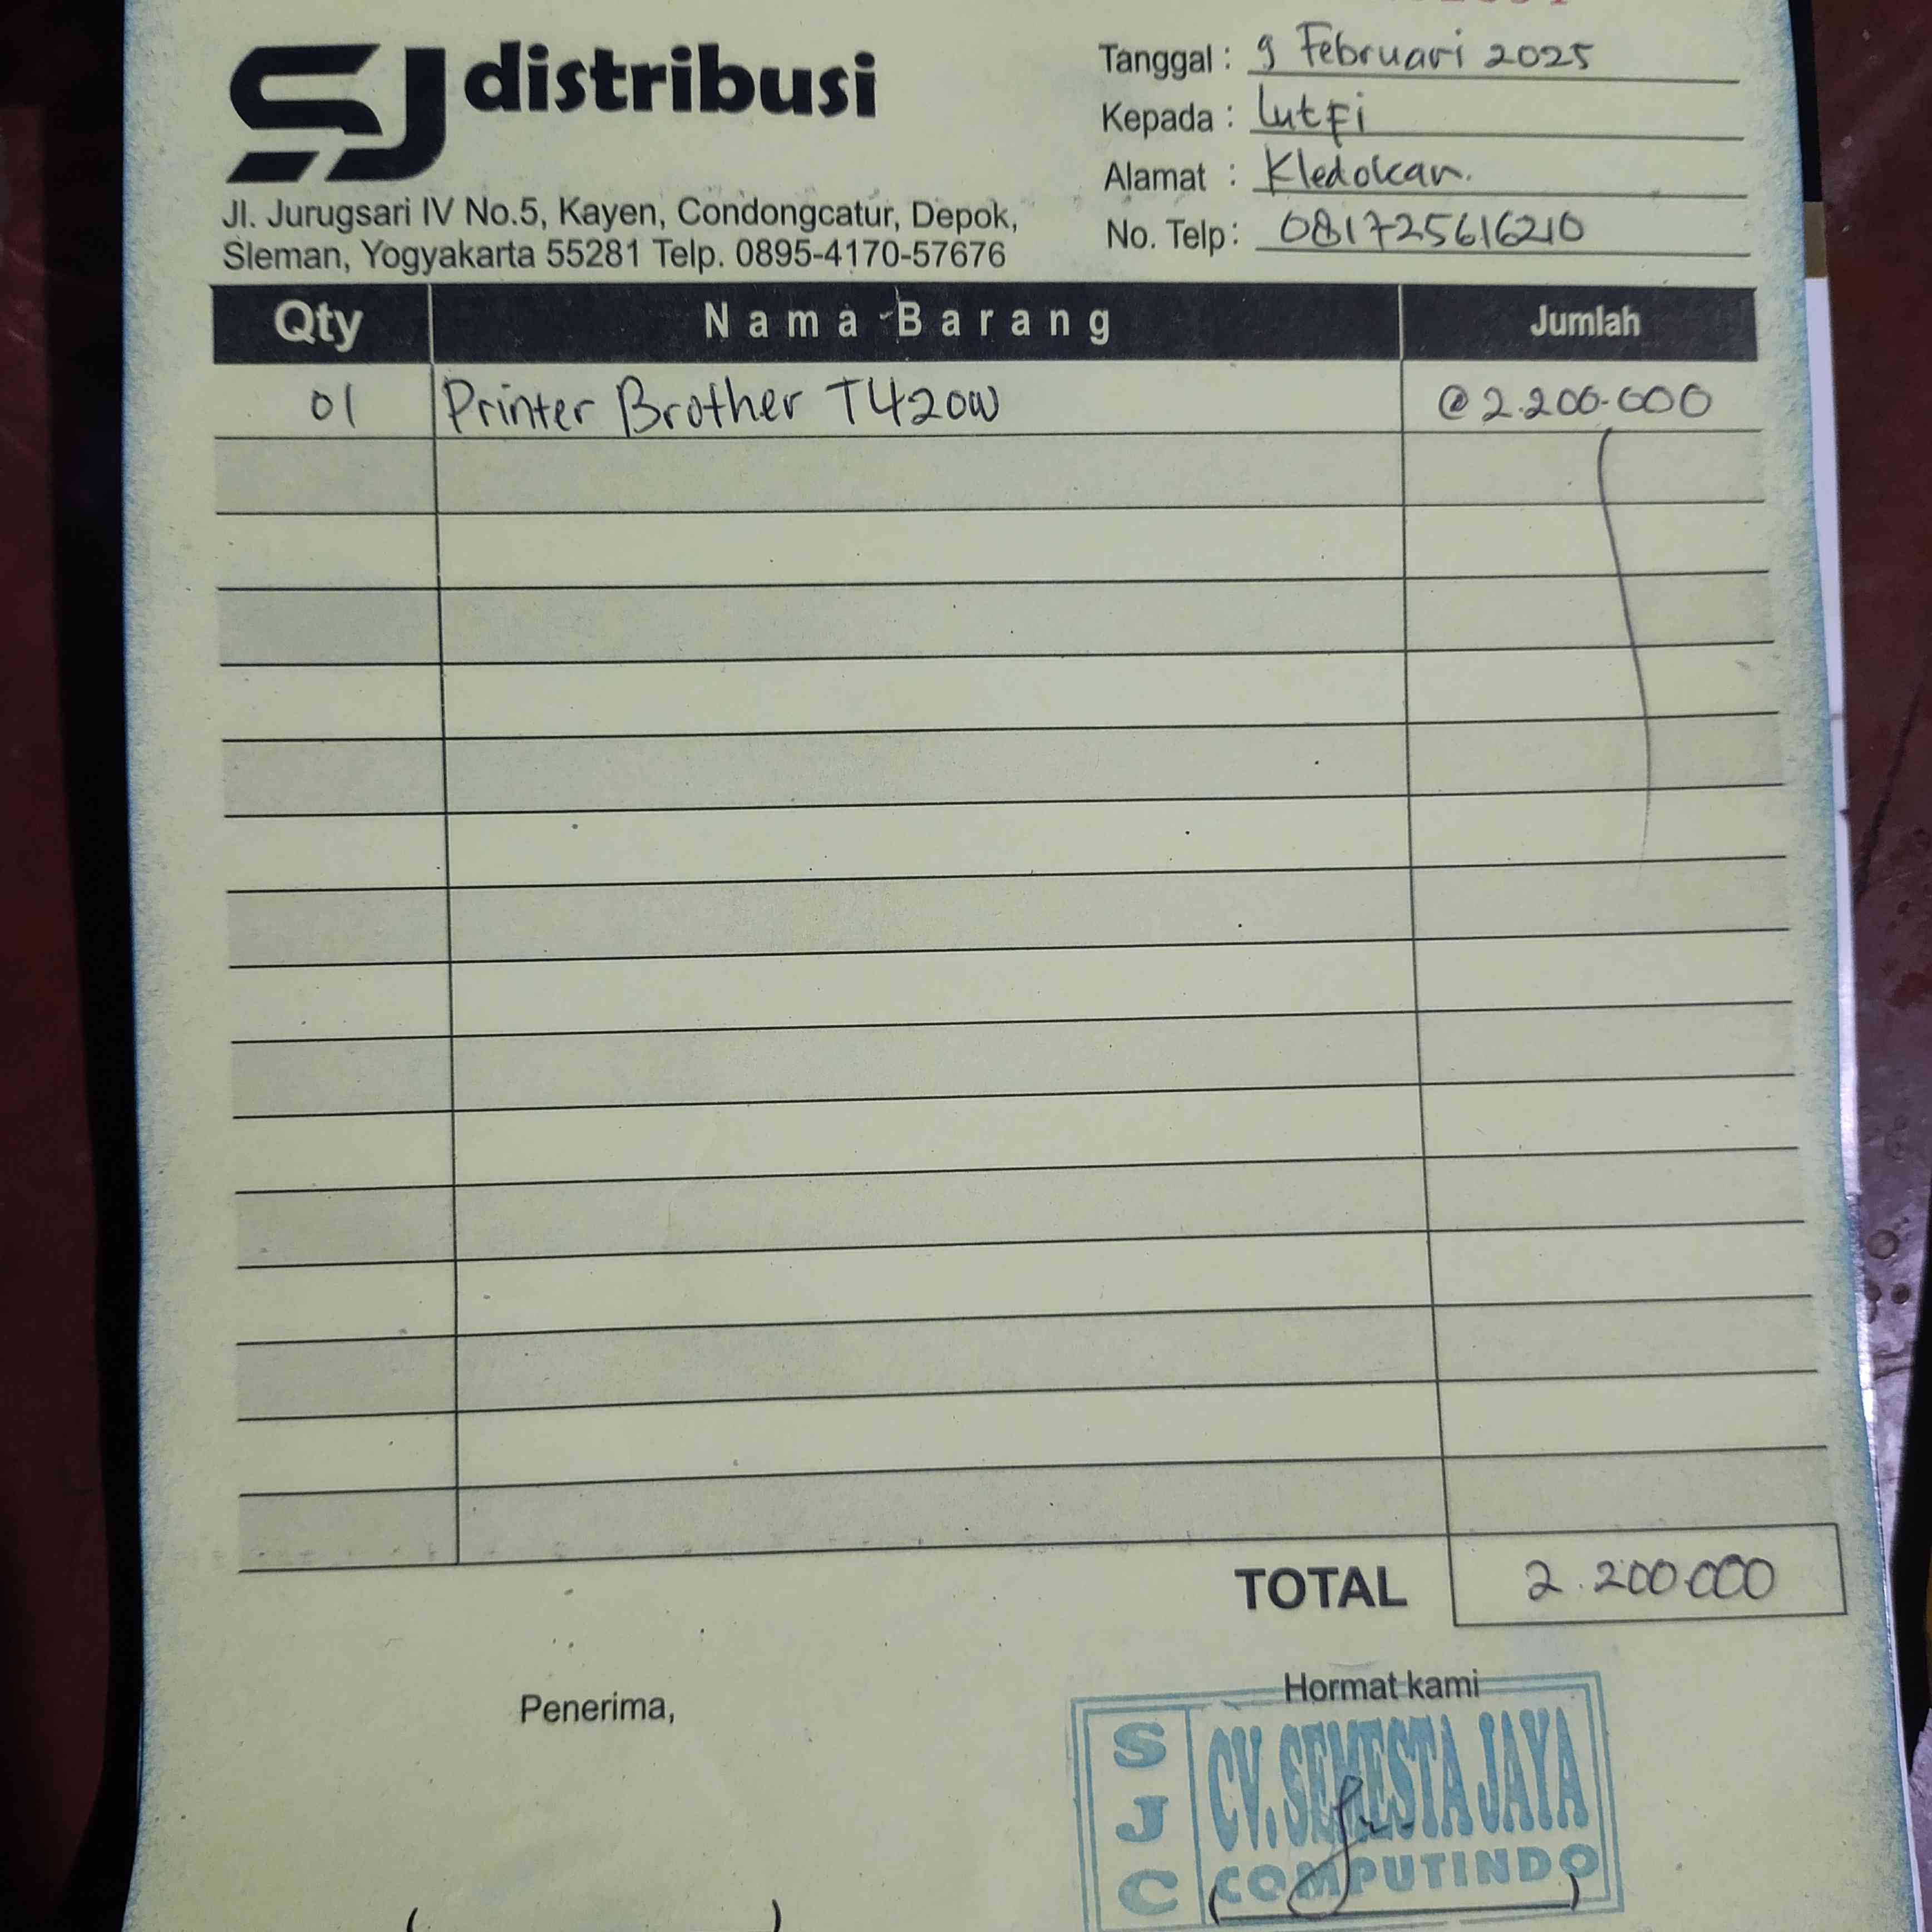 SJ distribusi
Jl. Jurugsari IV No.5, Kayen, Condongcatur, Depok,
Sleman, Yogyakarta 55281 Telp. 0895-4170-57676
Tanggal : 9 Februari 2025
Kepada : Lutfi
Alamat : Kledokan.
No. Telp: 081725616210
Qty Nama Barang Jumlah
01 Printer Brother T420W @ 2.200.000
TOTAL 2.200.000
Penerima,
Hormat kami
SJC CV. SEMESTA JAYA
COMPUTINDO